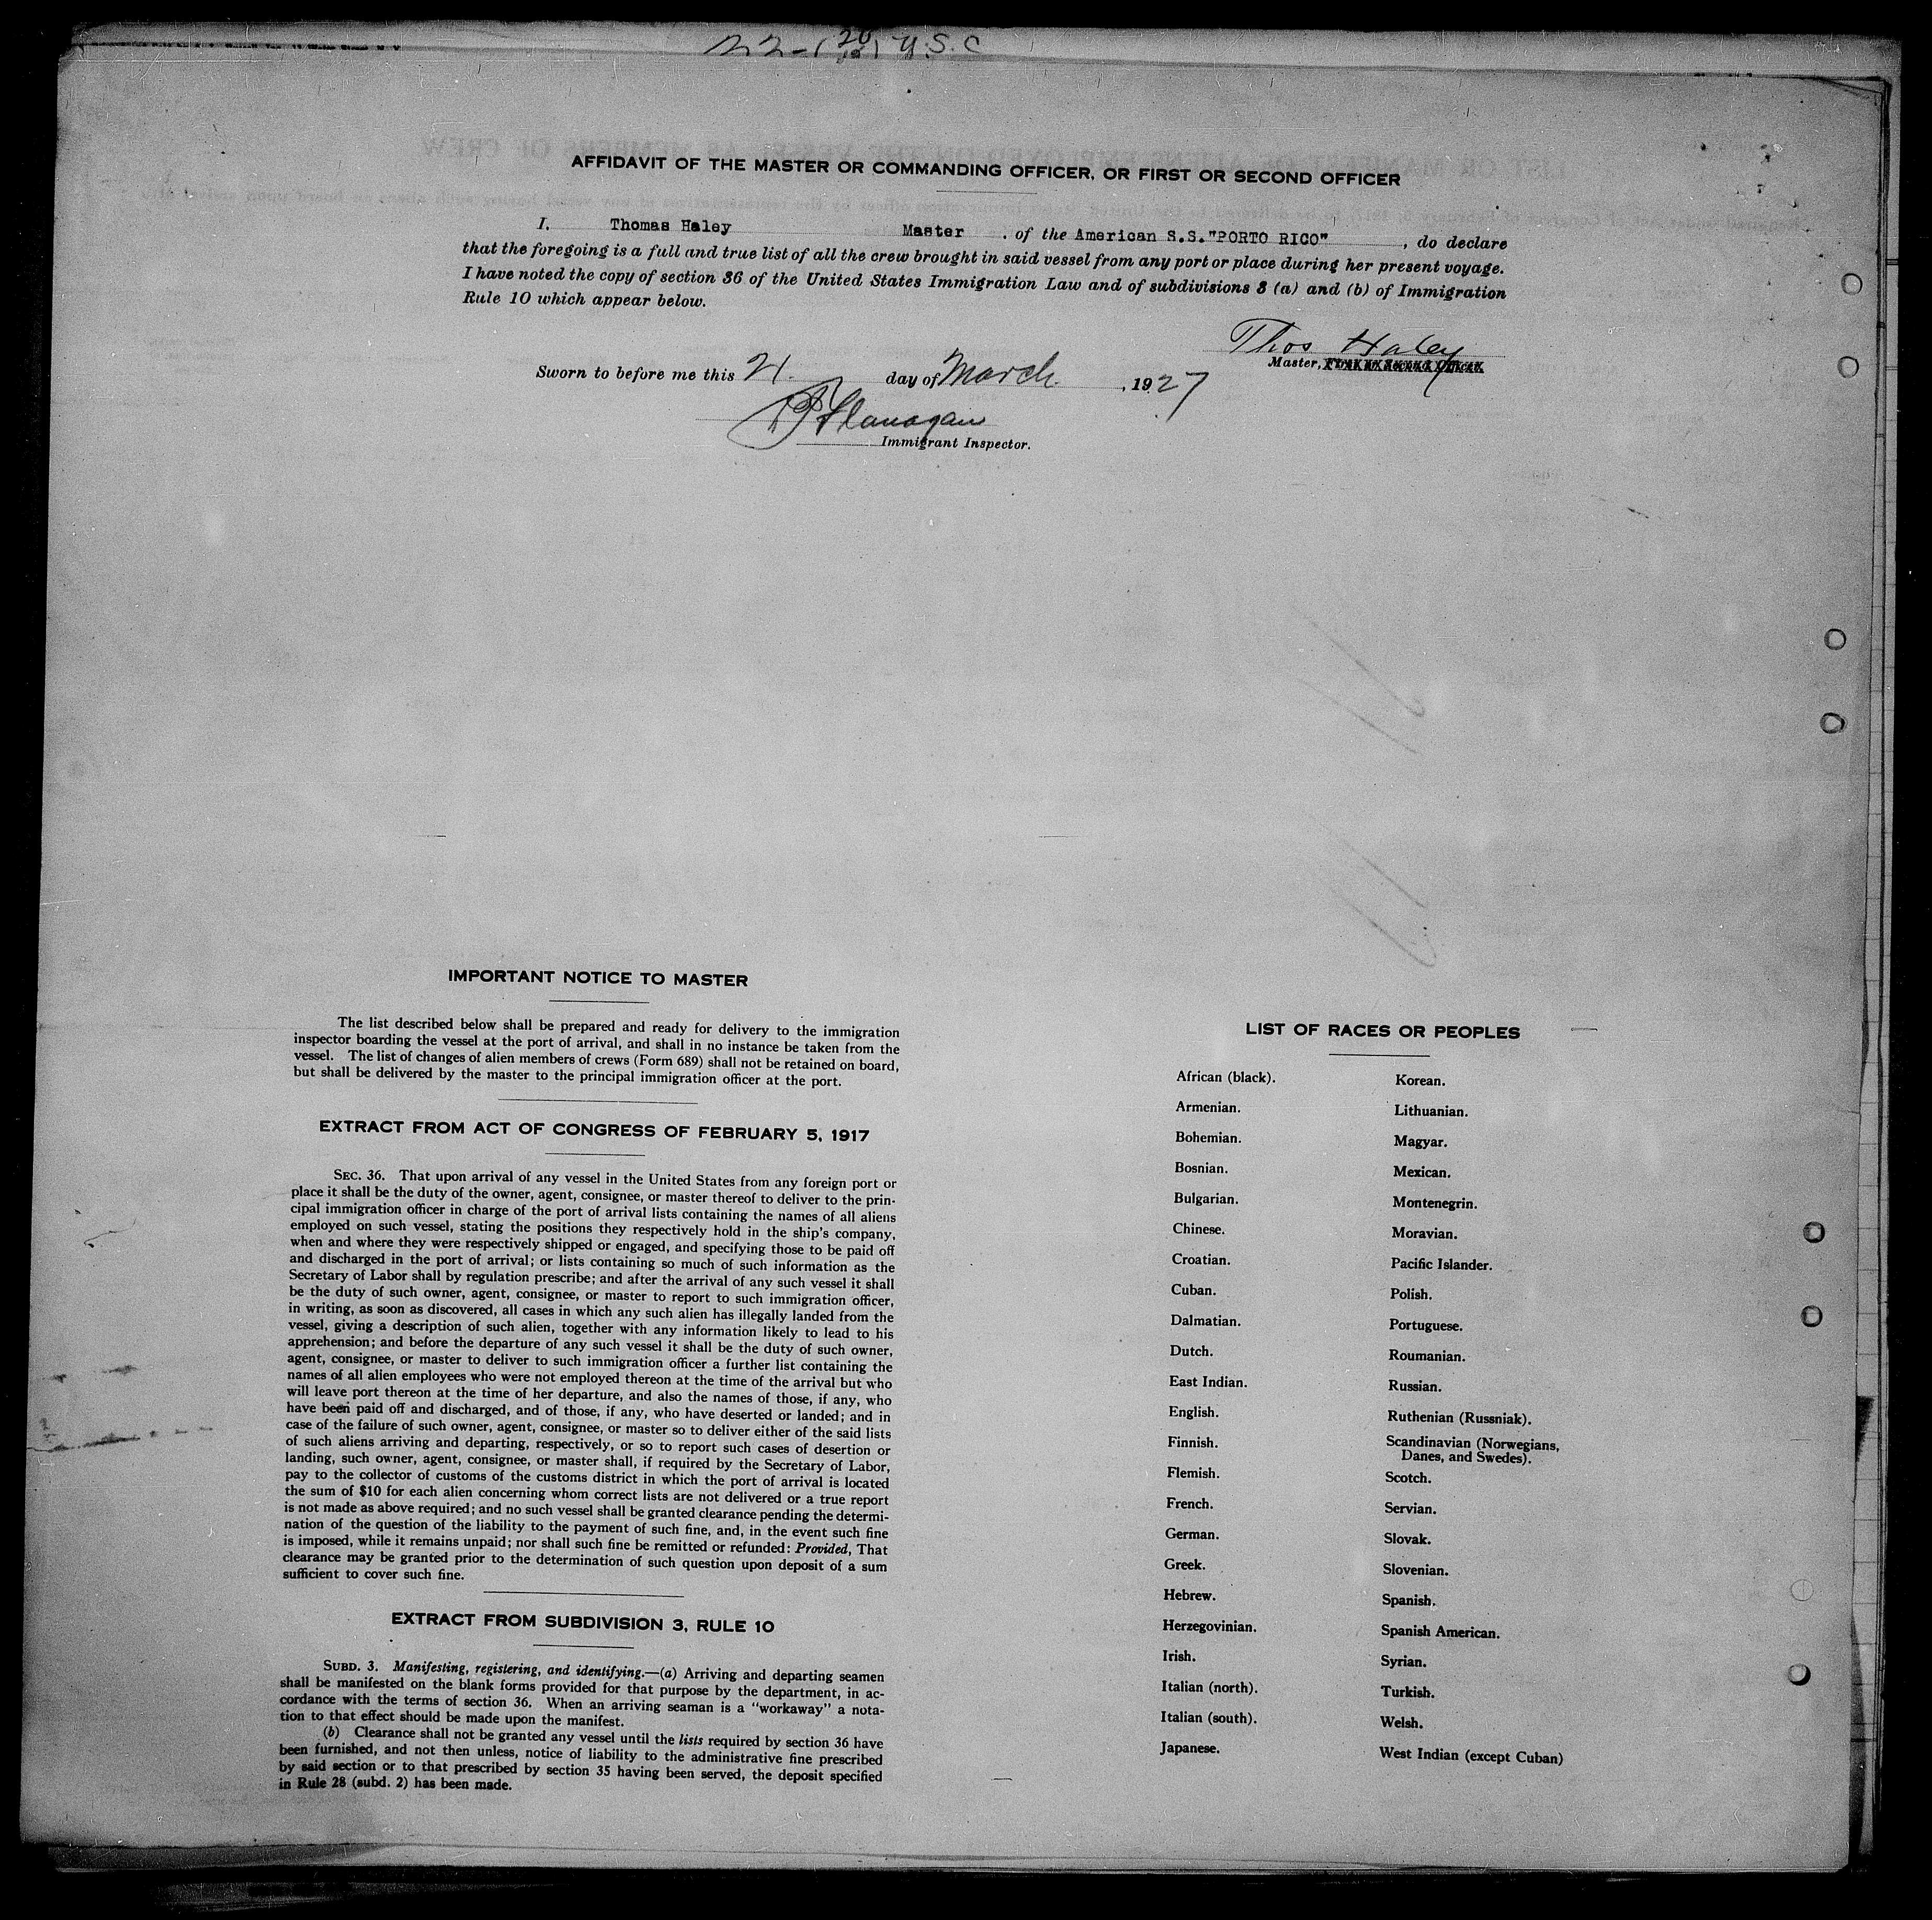 U.S.C
AFFIDAVIT OF THE MASTER OR COMMANDING OFFICER, OR FIRST OR SECOND OFFICER
I, Thomas Haley Master, of the American S.S."PORTO RICO", do declare
that the foregoing is a full and true list of all the crew brought in said vessel from any port or place during her present voyage.
I have noted the copy of section 36 of the United States Immigration Law and of subdivisions 3 (a) and (b) of Immigration
Rule 10 which appear below.
Thos Haley
Master, First or Second Officer.
Sworn to before me this 21. day of March, 1927
Flanagan
Immigrant Inspector.
IMPORTANT NOTICE TO MASTER
The list described below shall be prepared and ready for delivery to the immigration
inspector boarding the vessel at the port of arrival, and shall in no instance be taken from the
vessel. The list of changes of alien members of crews (Form 689) shall not be retained on board,
but shall be delivered by the master to the principal immigration officer at the port.
EXTRACT FROM ACT OF CONGRESS OF FEBRUARY 5, 1917
SEC. 36. That upon arrival of any vessel in the United States from any foreign port or
place it shall be the duty of the owner, agent, consignee, or master thereof to deliver to the prin-
cipal immigration officer in charge of the port of arrival lists containing the names of all aliens
employed on such vessel, stating the positions they respectively hold in the ship's company,
when and where they were respectively shipped or engaged, and specifying those to be paid off
and discharged in the port of arrival; or lists containing so much of such information as the
Secretary of Labor shall by regulation prescribe; and after the arrival of any such vessel it shall
be the duty of such owner, agent, consignee, or master to report to such immigration officer,
in writing, as soon as discovered, all cases in which any such alien has illegally landed from the
vessel, giving a description of such alien, together with any information likely to lead to his
apprehension; and before the departure of any such vessel it shall be the duty of such owner,
agent, consignee, or master to deliver to such immigration officer a further list containing the
names of all alien employees who were not employed thereon at the time of the arrival but who
will leave port thereon at the time of her departure, and also the names of those, if any, who
have been paid off and discharged, and of those, if any, who have deserted or landed; and in
case of the failure of such owner, agent, consignee, or master so to deliver either of the said lists
of such aliens arriving and departing, respectively, or so to report such cases of desertion or
landing, such owner, agent, consignee, or master shall, if required by the Secretary of Labor,
pay to the collector of customs of the customs district in which the port of arrival is located
the sum of $10 for each alien concerning whom correct lists are not delivered or a true report
is not made as above required; and no such vessel shall be granted clearance pending the determi-
nation of the question of the liability to the payment of such fine, and, in the event such fine
is imposed, while it remains unpaid; nor shall such fine be remitted or refunded: Provided, That
clearance may be granted prior to the determination of such question upon deposit of a sum
sufficient to cover such fine.
EXTRACT FROM SUBDIVISION 3, RULE 10
SUBD. 3. Manifesting, registering, and identifying.—(a) Arriving and departing seamen
shall be manifested on the blank forms provided for that purpose by the department, in ac-
cordance with the terms of section 36. When an arriving seaman is a "workaway" a nota-
tion to that effect should be made upon the manifest.
(b) Clearance shall not be granted any vessel until the lists required by section 36 have
been furnished, and not then unless, notice of liability to the administrative fine prescribed
by said section or to that prescribed by section 35 having been served, the deposit specified
in Rule 28 (subd. 2) has been made.
LIST OF RACES OR PEOPLES
African (black).
Armenian.
Bohemian.
Bosnian.
Bulgarian.
Chinese.
Croatian.
Cuban.
Dalmatian.
Dutch.
East Indian.
English.
Finnish.
Flemish.
French.
German.
Greek.
Hebrew.
Herzegovinian.
Irish.
Italian (north).
Italian (south).
Japanese.
Korean.
Lithuanian.
Magyar.
Mexican.
Montenegrin.
Moravian.
Pacific Islander.
Polish.
Portuguese.
Roumanian.
Russian.
Ruthenian (Russniak).
Scandinavian (Norwegians,
Danes, and Swedes).
Scotch.
Servian.
Slovak.
Slovenian.
Spanish.
Spanish American.
Syrian.
Turkish.
Welsh.
West Indian (except Cuban)